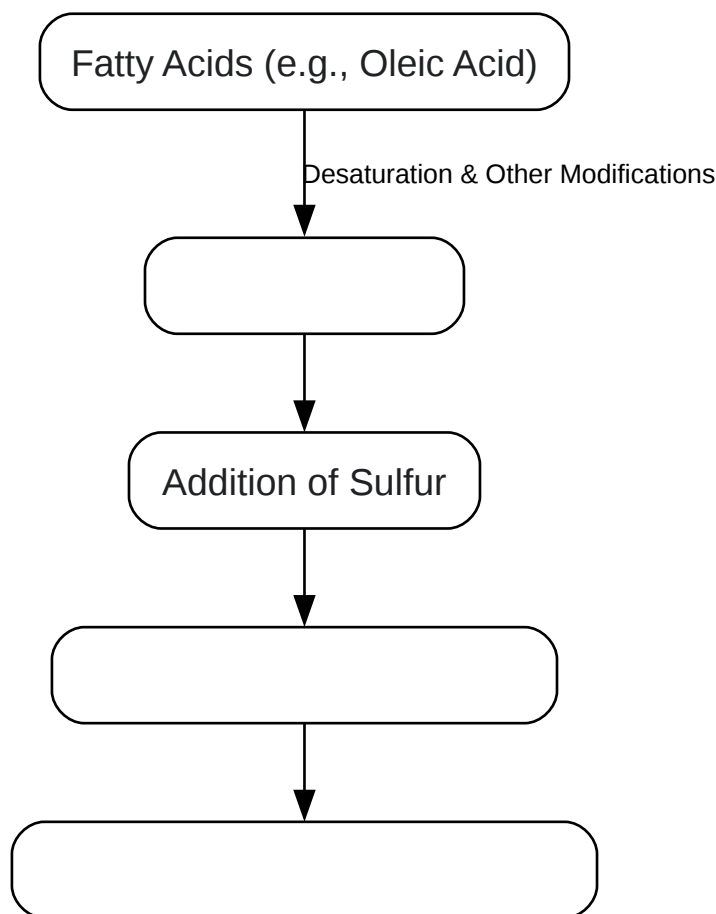 Fatty Acids (e.g., Oleic Acid)
Desaturation & Other Modifications
Addition of Sulfur